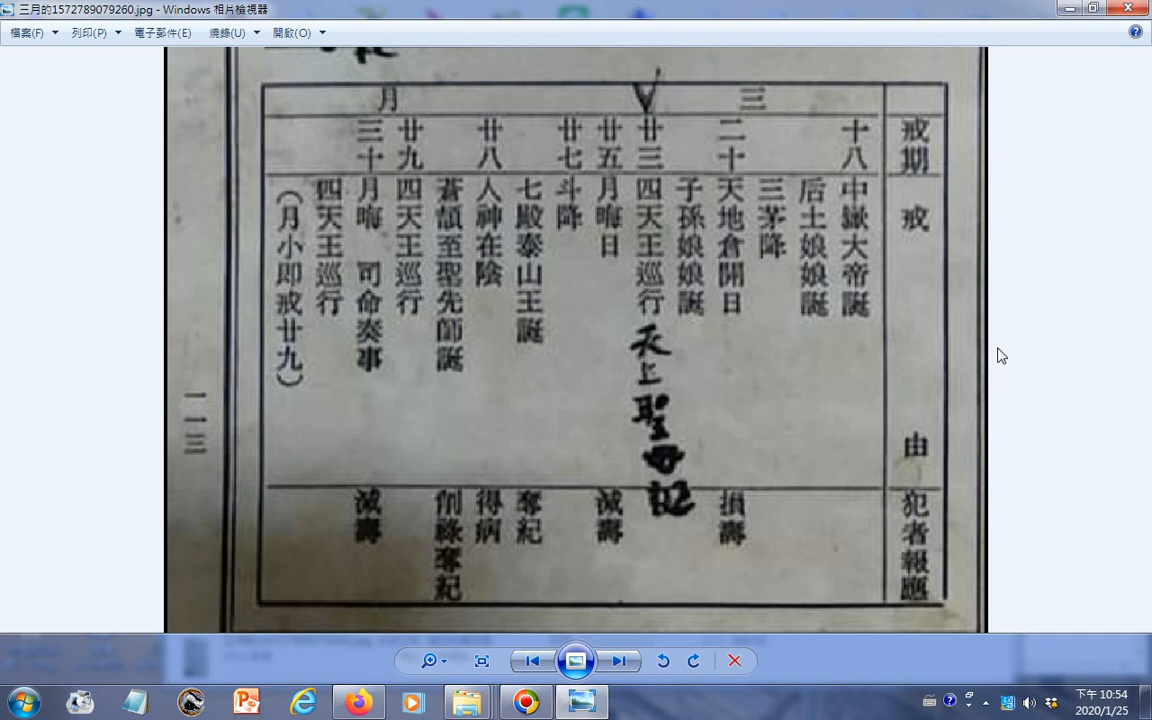 三月的1572789079260.jpg - Windows 相片檢視器
檔案(F) 列印(P) 電子郵件(E) 燒錄(U) 開啟(O)
戒期
戒 由
犯者報應
三月
十八
中嶽大帝誕
后土娘娘誕
三茅降
二十
天地倉開日
損壽
子孫娘娘誕
廿三
四天王巡行
天上聖母
廿五
月晦日
減壽
廿七
斗降
七殿泰山王誕
奪紀
廿八
人神在陰
得病
蒼頡至聖先師誕
削祿奪紀
廿九
四天王巡行
三十
月晦 司命奏事
減壽
四天王巡行
（月小即戒廿九）
一一三
下午 10:54
2020/1/25